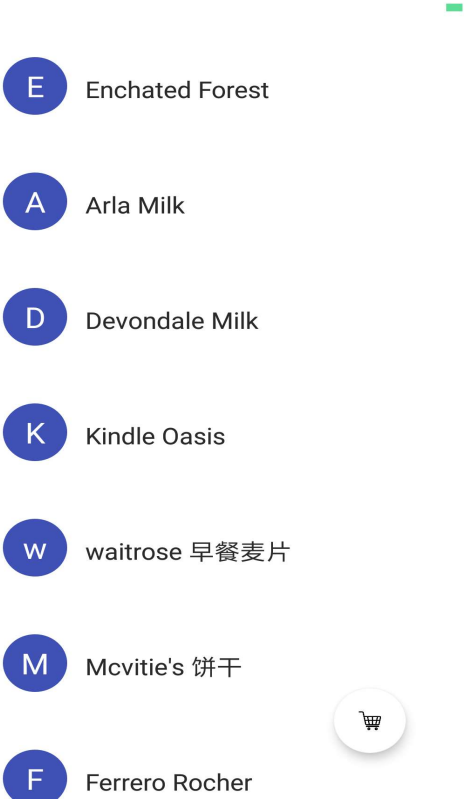 E
Enchated Forest
A
Arla Milk
D
Devondale Milk
K
Kindle Oasis
w
waitrose 早餐麦片
M
Mcvitie's 饼干
F
Ferrero Rocher